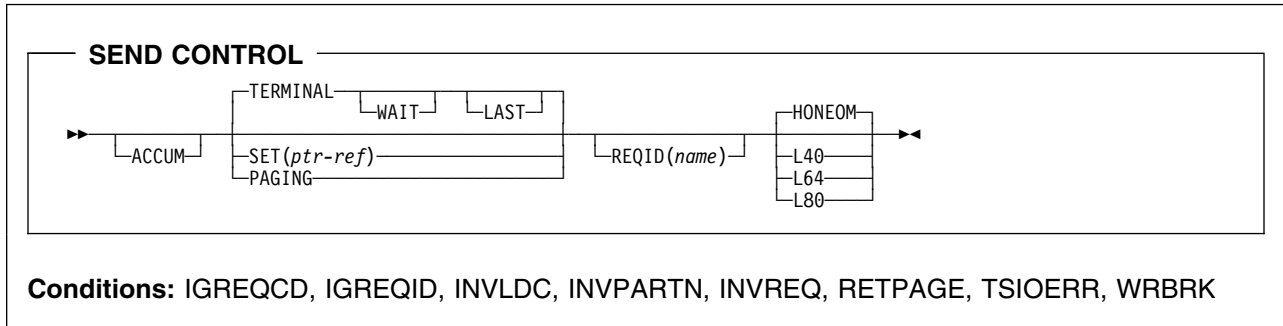 SEND CONTROL
TERMINAL
WAIT LAST HONEOM
ACCUM SET(ptr-ref) REQID(name) L40
PAGING L64
L80
Conditions: IGREQCD, IGREQID, INVLDC, INVPARTN, INVREQ, RETPAGE, TSIOERR, WRBRK